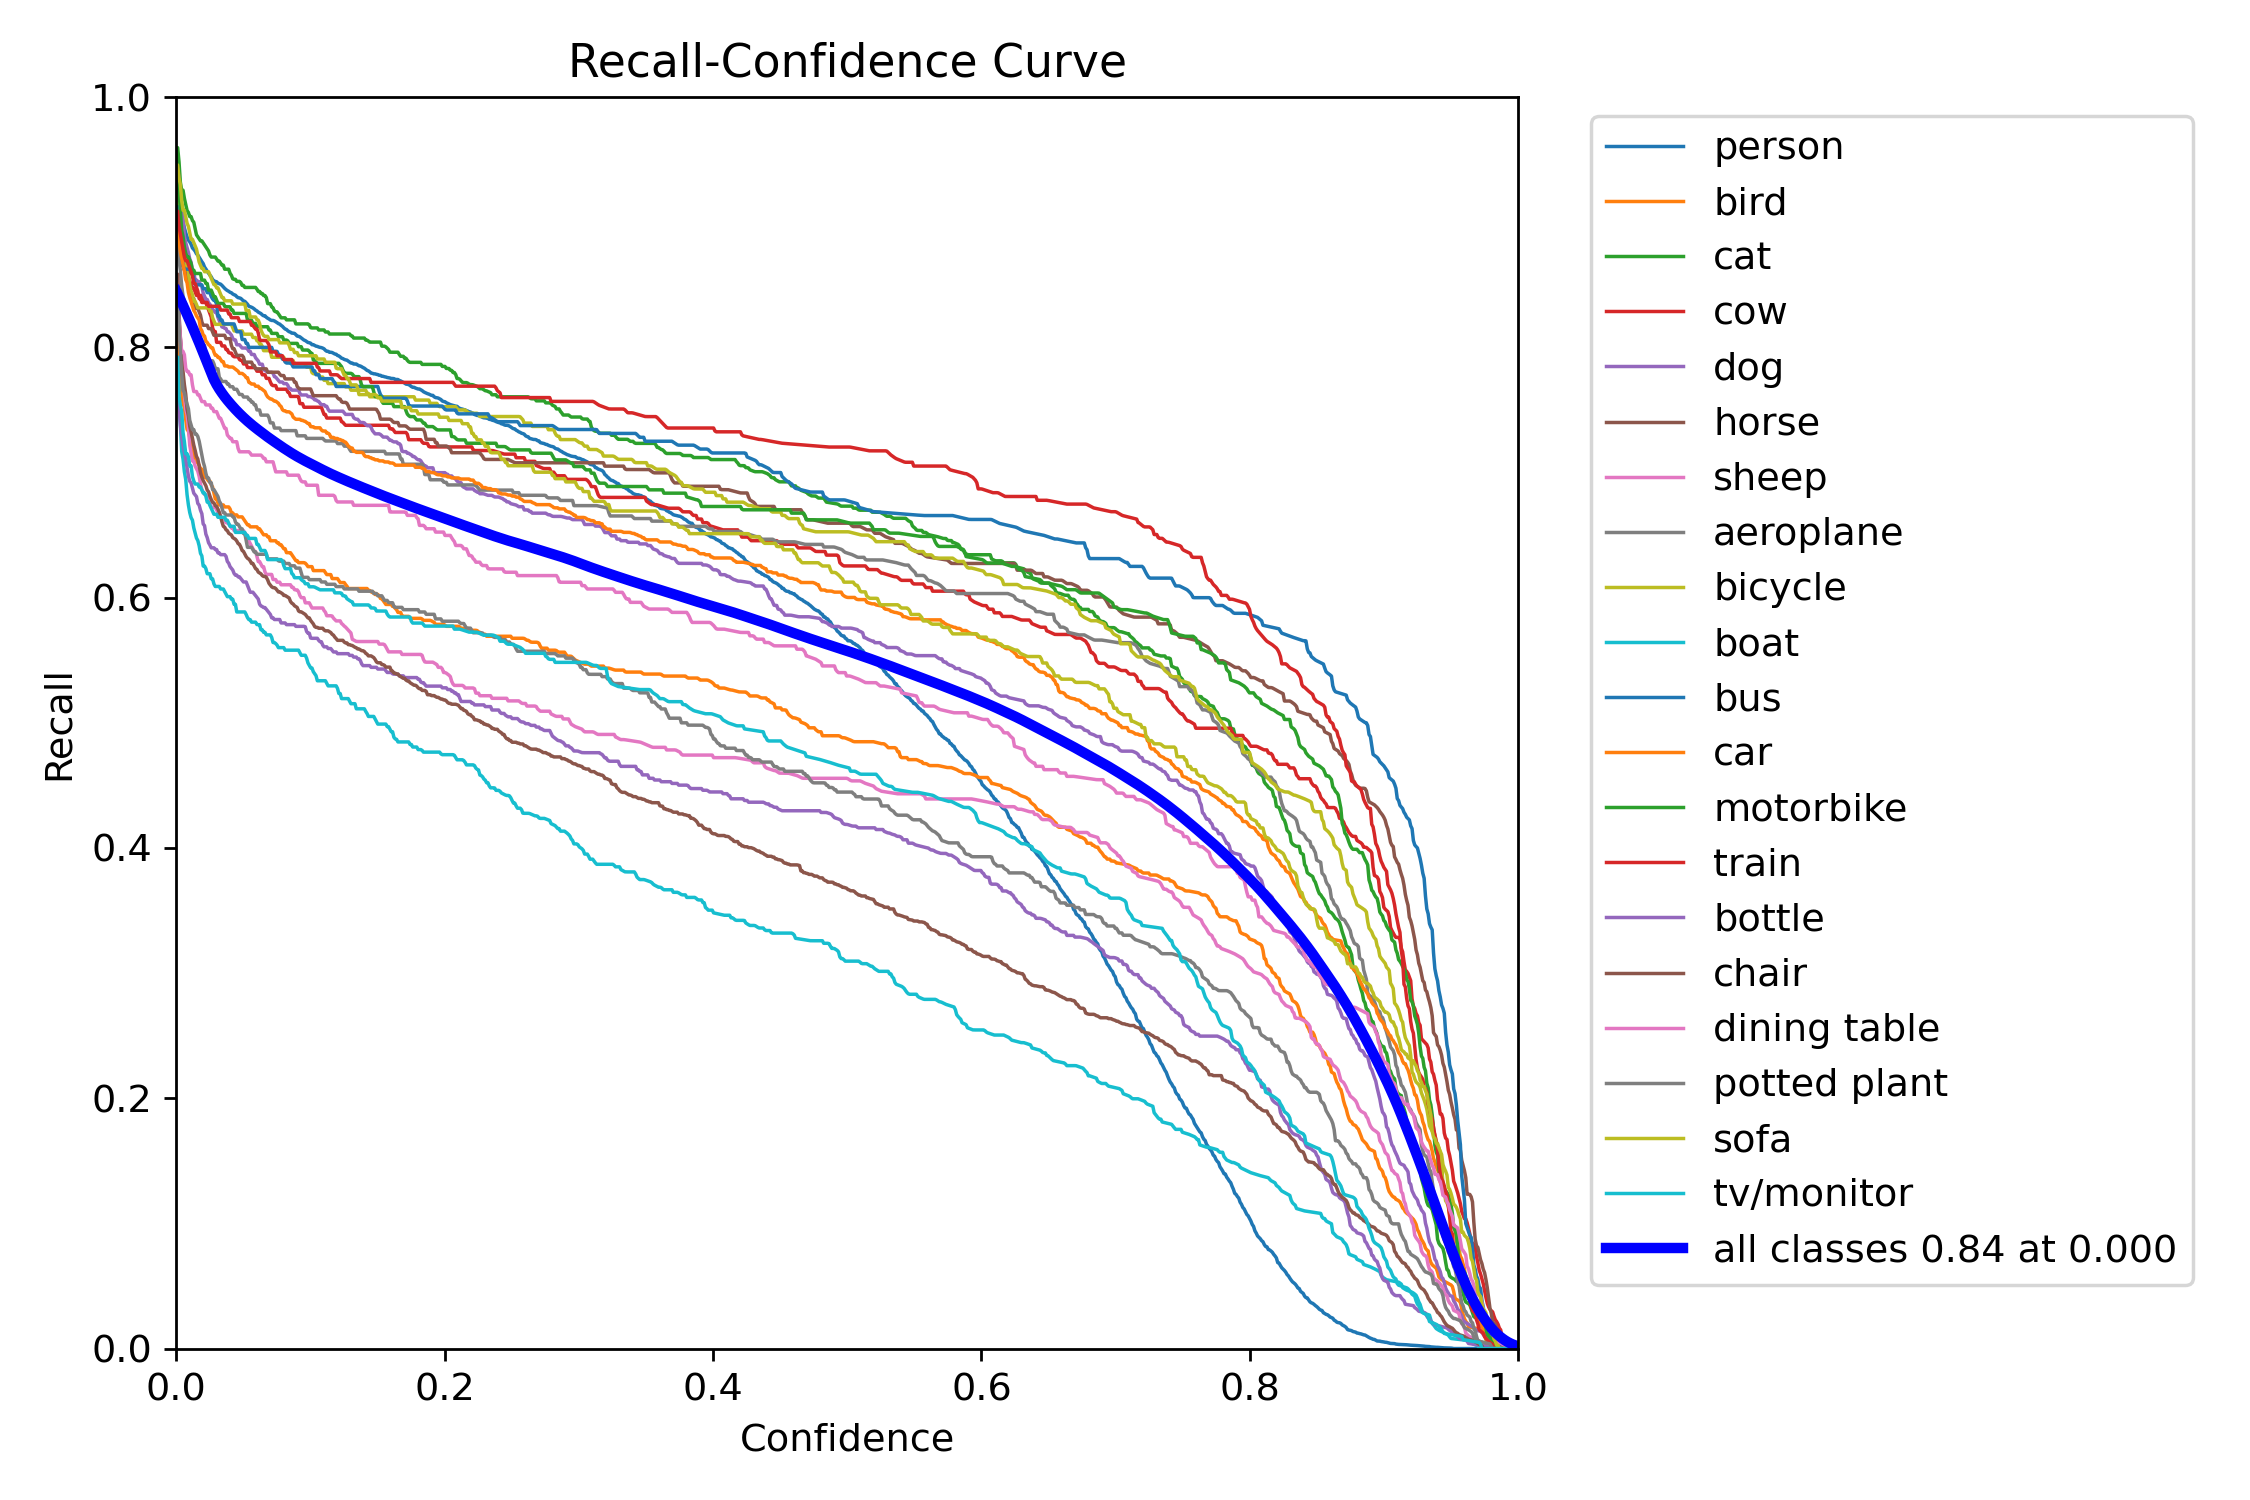 Recall-Confidence Curve
1.0
0.8
0.6
0.4
0.2
0.0
Recall
0.0 0.2 0.4 0.6 0.8 1.0
Confidence
person
bird
cat
cow
dog
horse
sheep
aeroplane
bicycle
boat
bus
car
motorbike
train
bottle
chair
dining table
potted plant
sofa
tv/monitor
all classes 0.84 at 0.000